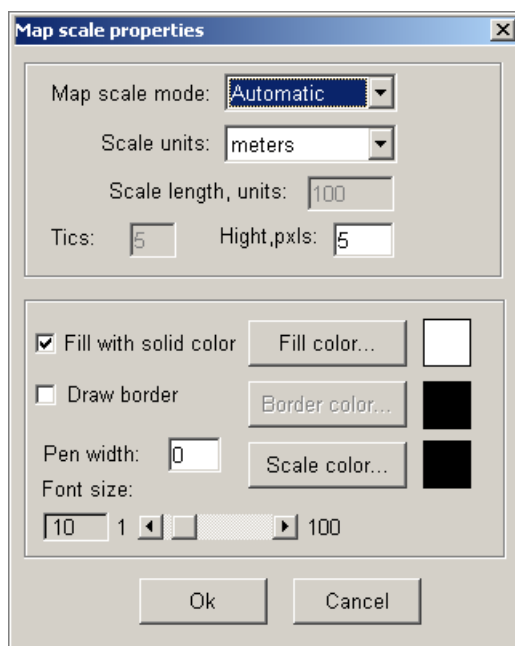 Map scale properties
Map scale mode: Automatic
Scale units: meters
Scale length, units: 100
Tics: 5 Hight,pxls: 5
Fill with solid color Fill color...
Draw border Border color...
Pen width: 0 Scale color...
Font size:
10 1 100
Ok Cancel